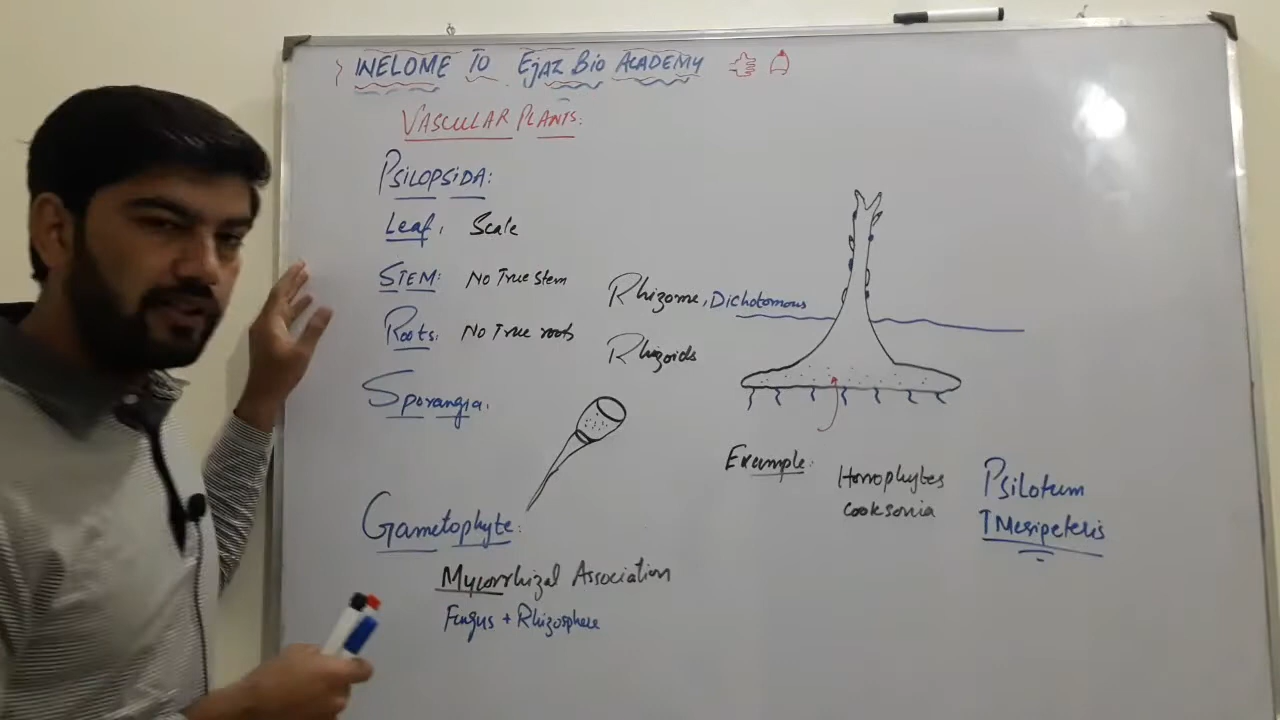 WELOME TO EJAZ BIO ACADEMY
VASCULAR PLANTS:
PSILOPSIDA:
Leaf: Scale
STEM: No True Stem
Rhizome, Dichotomous
Roots: No True roots
Rhizoids
Sporangia.
Example: Horrophytes
Cooksonia
Psilotum
TMesipeteris
Gametophyte:
Mycorrhizal Association
Fungus + Rhizosphere